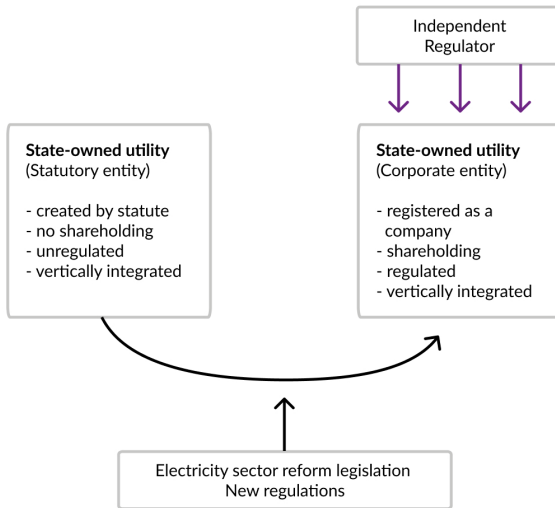 Independent
Regulator
State-owned utility
(Statutory entity)
- created by statute
- no shareholding
- unregulated
- vertically integrated
State-owned utility
(Corporate entity)
- registered as a
company
- shareholding
- regulated
- vertically integrated
Electricity sector reform legislation
New regulations